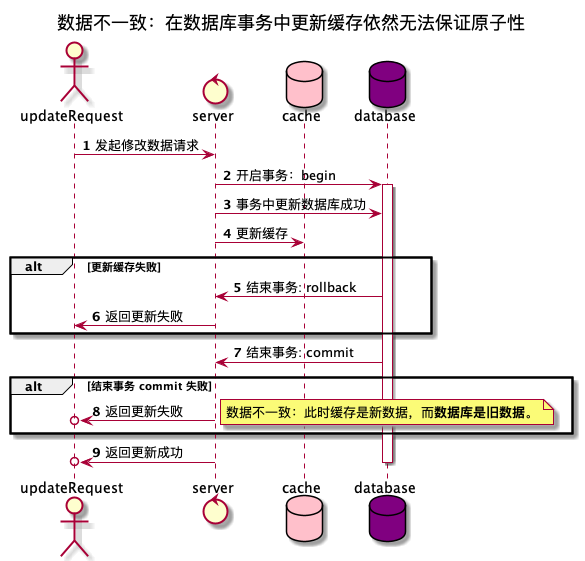 数据不一致：在数据库事务中更新缓存依然无法保证原子性
updateRequest server cache database
1 发起修改数据请求
2 开启事务：begin
3 事务中更新数据库成功
4 更新缓存
alt [更新缓存失败]
5 结束事务: rollback
6 返回更新失败
7 结束事务: commit
alt [结束事务 commit 失败]
8 返回更新失败 数据不一致：此时缓存是新数据，而数据库是旧数据。
9 返回更新成功
updateRequest server cache database